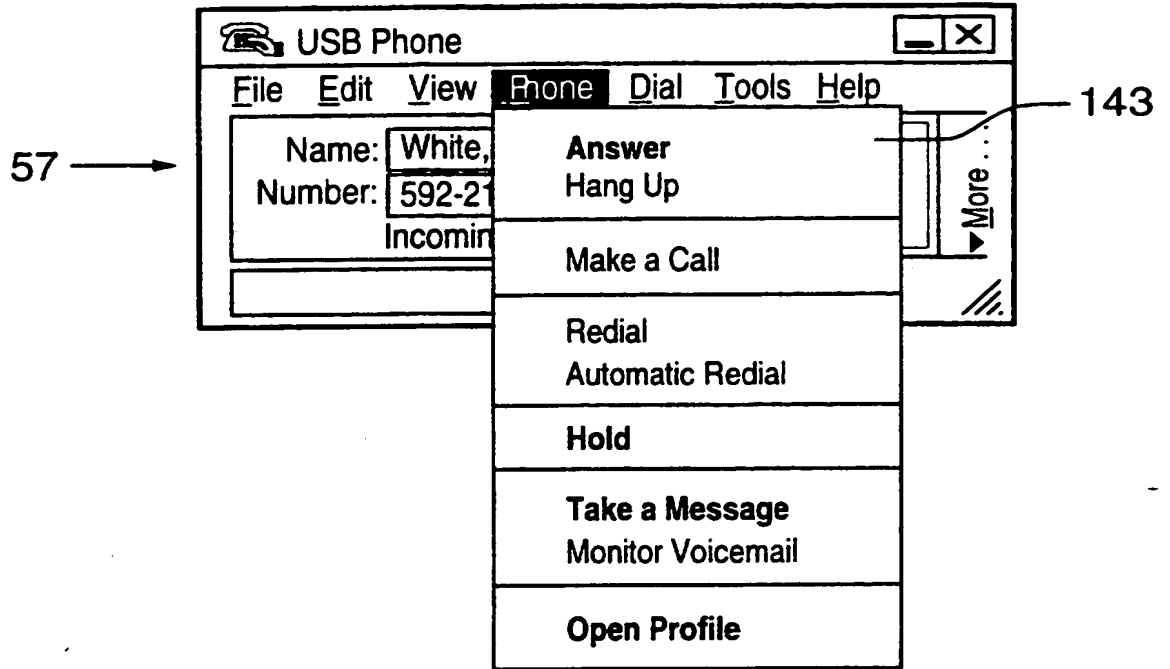 USB Phone
File Edit View Phone Dial Tools Help
143
57
Name: White,
Number: 592-21
Incomin
More...
Answer
Hang Up
Make a Call
Redial
Automatic Redial
Hold
Take a Message
Monitor Voicemail
Open Profile